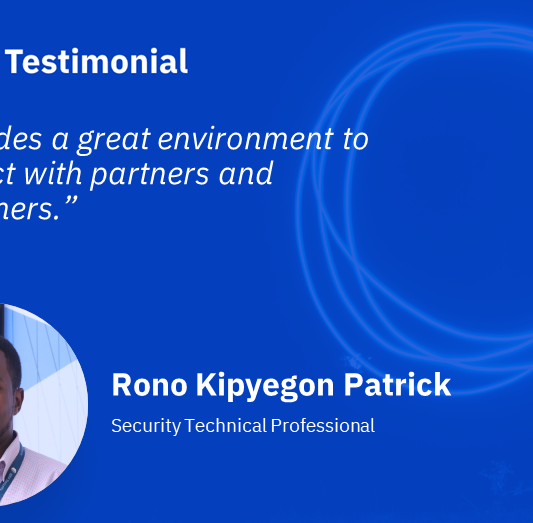 Testimonial
des a great environment to
ct with partners and
ners.”
Rono Kipyegon Patrick
Security Technical Professional